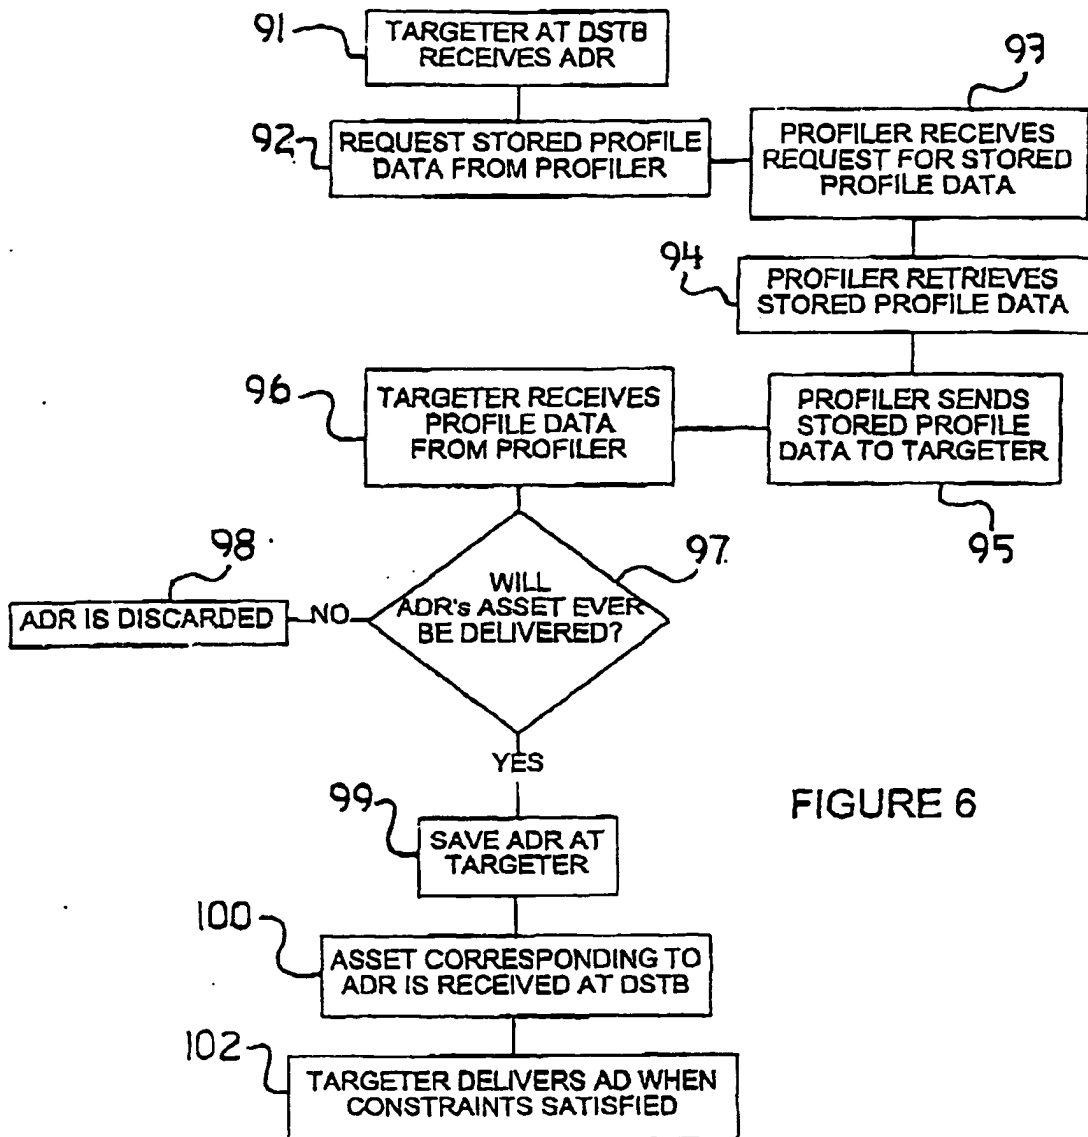 91
TARGETER AT DSTB
RECEIVES ADR
92
REQUEST STORED PROFILE
DATA FROM PROFILER
93
PROFILER RECEIVES
REQUEST FOR STORED
PROFILE DATA
94
PROFILER RETRIEVES
STORED PROFILE DATA
95
PROFILER SENDS
STORED PROFILE
DATA TO TARGETER
96
TARGETER RECEIVES
PROFILE DATA
FROM PROFILER
97
WILL
ADR's ASSET EVER
BE DELIVERED?
98
ADR IS DISCARDED
NO
YES
99
SAVE ADR AT
TARGETER
100
ASSET CORRESPONDING TO
ADR IS RECEIVED AT DSTB
102
TARGETER DELIVERS AD WHEN
CONSTRAINTS SATISFIED
FIGURE 6